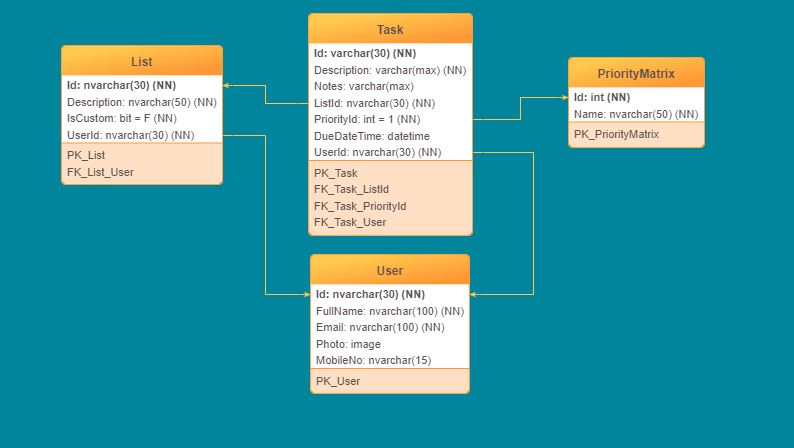 List
Id: nvarchar(30) (NN)
Description: nvarchar(50) (NN)
IsCustom: bit = F (NN)
UserId: nvarchar(30) (NN)
PK_List
FK_List_User
Task
Id: varchar(30) (NN)
Description: varchar(max) (NN)
Notes: varchar(max)
ListId: nvarchar(30) (NN)
PriorityId: int = 1 (NN)
DueDateTime: datetime
UserId: nvarchar(30) (NN)
PK_Task
FK_Task_ListId
FK_Task_PriorityId
FK_Task_User
PriorityMatrix
Id: int (NN)
Name: nvarchar(50) (NN)
PK_PriorityMatrix
User
Id: nvarchar(30) (NN)
FullName: nvarchar(100) (NN)
Email: nvarchar(100) (NN)
Photo: image
MobileNo: nvarchar(15)
PK_User